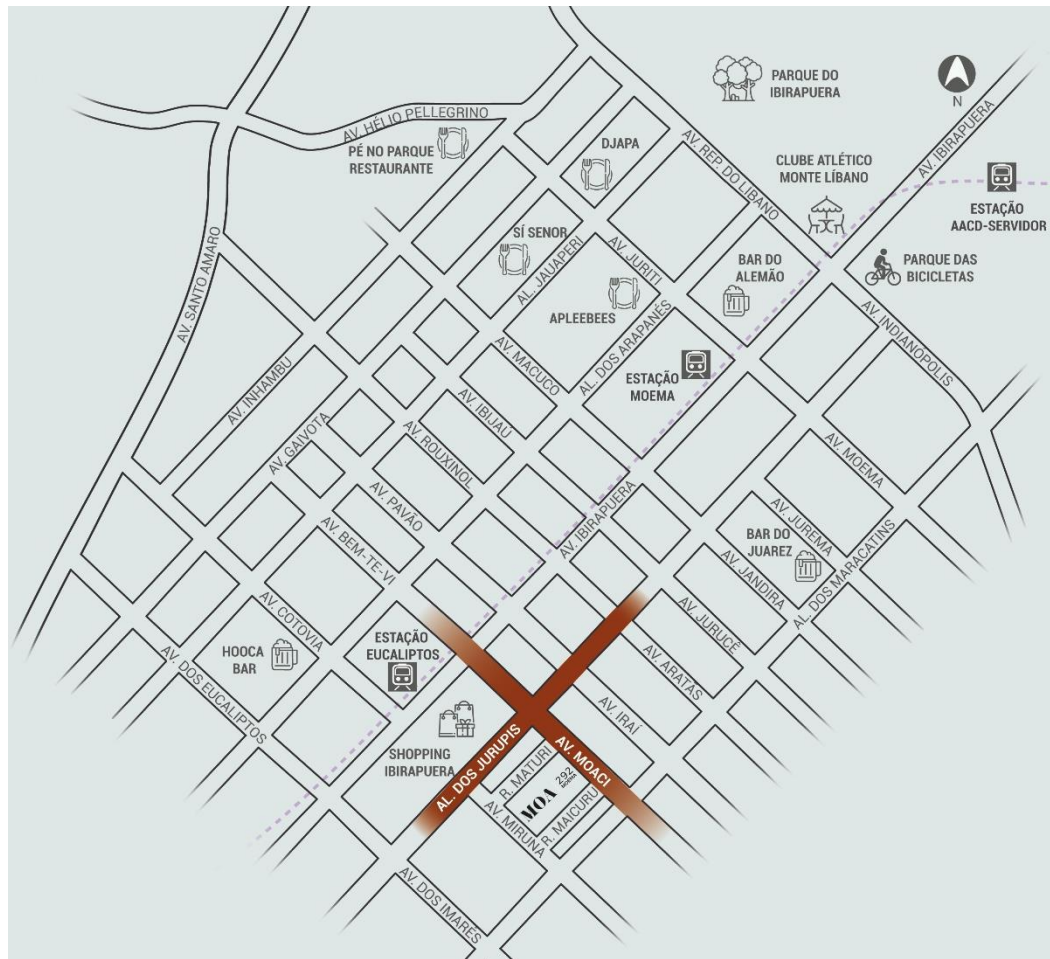 PARQUE DO
IBIRAPUERA
N
AV. IBIRAPUERA
AV. HÉLIO PELLEGRINO
PÉ NO PARQUE
RESTAURANTE
DJAPA
AV. REP. DO LIBANO
CLUBE ATLÉTICO
MONTE LÍBANO
ESTAÇÃO
AACD-SERVIDOR
SÍ SENOR
AL. JAUAPERI
AV. JURITI
BAR DO
ALEMÃO
PARQUE DAS
BICICLETAS
AV. SANTO AMARO
APLEEBEES
AL. DOS ARAPANÉS
AV. INDIANOPOLIS
AV. MACUCO
ESTAÇÃO
MOEMA
AV. INHAMBU
AV. GAIVOTA
AV. IBIJAÚ
AV. ROUXINOL
AV. MOEMA
AV. PAVÃO
AV. IBIRAPUERA
AV. JUREMA
BAR DO
JUAREZ
AV. BEM-TE-VI
AV. JANDIRA
AL. DOS MARACATINS
AV. COTOVIA
AV. JURUCÊ
ESTAÇÃO
EUCALIPTOS
HOOCA
BAR
AV. DOS EUCALIPTOS
AV. ARATÃS
AV. IRAÍ
SHOPPING
IBIRAPUERA
AL. DOS JURUPIS
AV. MOACI
R. MATURI
MOA 292
MOEMA
R. MAICURU
AV. MIRUNA
AV. DOS IMARÉS